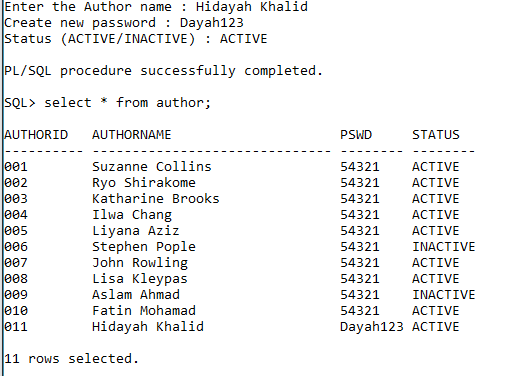 Enter the Author name : Hidayah Khalid
Create new password : Dayah123
Status (ACTIVE/INACTIVE) : ACTIVE
PL/SQL procedure successfully completed.
SQL> select * from author;
AUTHORID   AUTHORNAME                     PSWD     STATUS
---------- ------------------------------ -------- --------
001        Suzanne Collins                54321    ACTIVE
002        Ryo Shirakome                  54321    ACTIVE
003        Katharine Brooks               54321    ACTIVE
004        Ilwa Chang                     54321    ACTIVE
005        Liyana Aziz                    54321    ACTIVE
006        Stephen Pople                  54321    INACTIVE
007        John Rowling                   54321    ACTIVE
008        Lisa Kleypas                   54321    ACTIVE
009        Aslam Ahmad                    54321    INACTIVE
010        Fatin Mohamad                  54321    ACTIVE
011        Hidayah Khalid                 Dayah123 ACTIVE
11 rows selected.